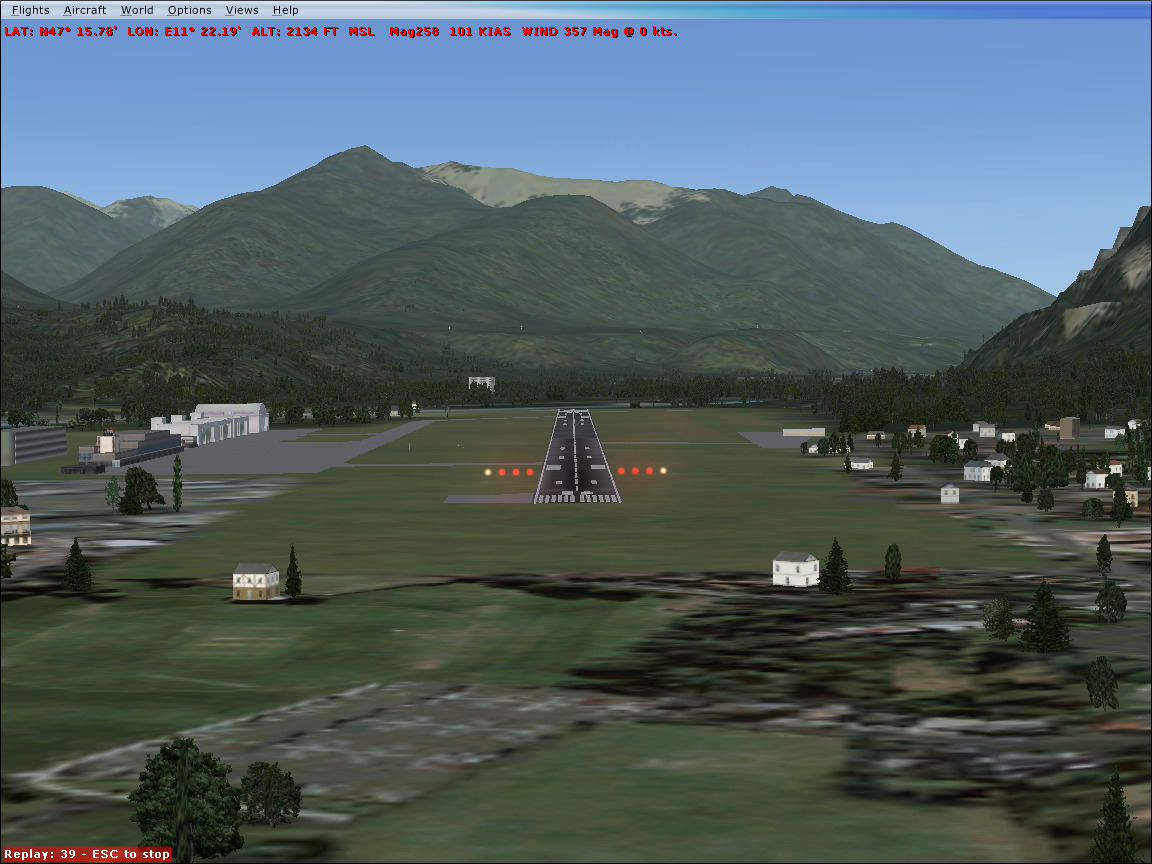 Flights Aircraft World Options Views Help
LAT: N47° 15.78' LON: E11° 22.19' ALT: 2134 FT MSL Mag258 101 KIAS WIND 357 Mag @ 0 kts.
Replay: 39 - ESC to stop